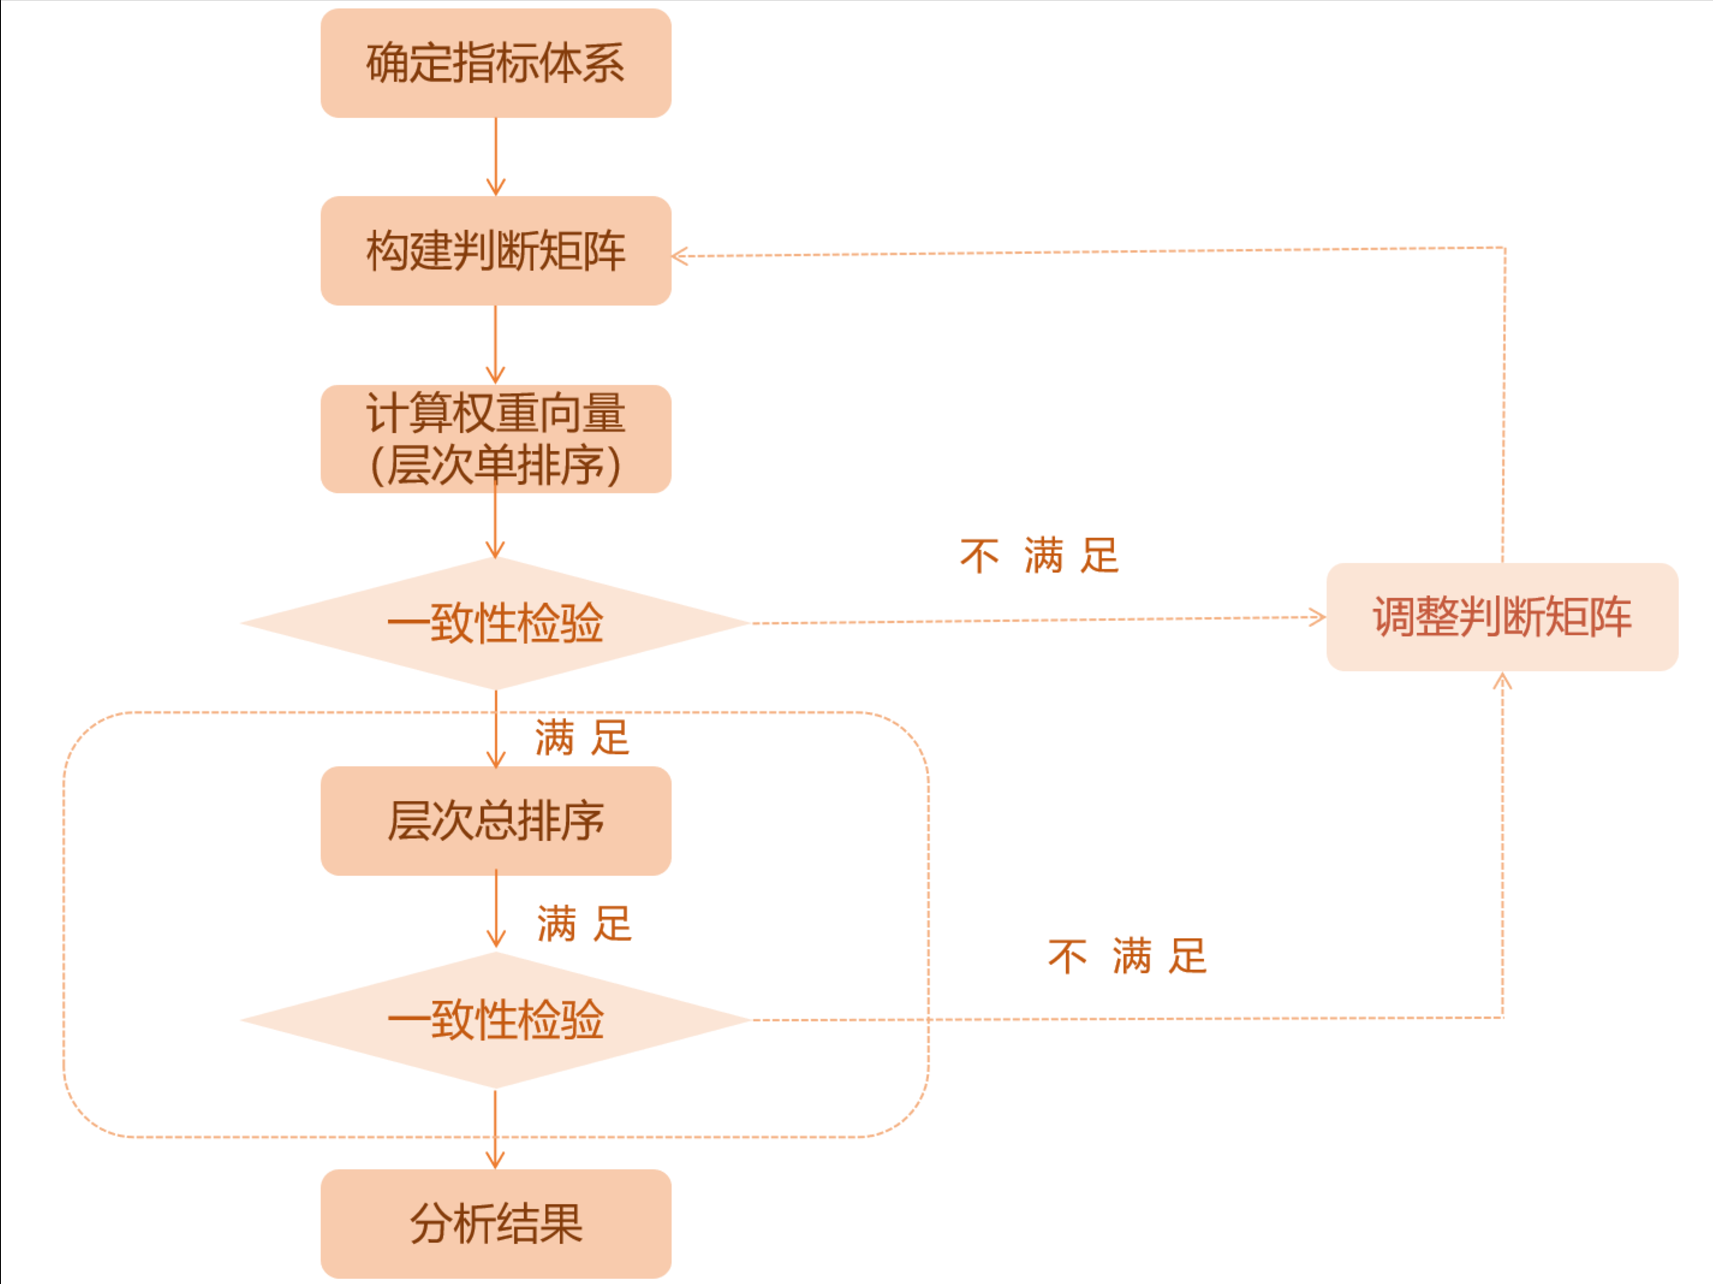 确定指标体系
构建判断矩阵
计算权重向量
（层次单排序）
不 满 足
一致性检验
调整判断矩阵
满 足
层次总排序
满 足
不 满 足
一致性检验
分析结果